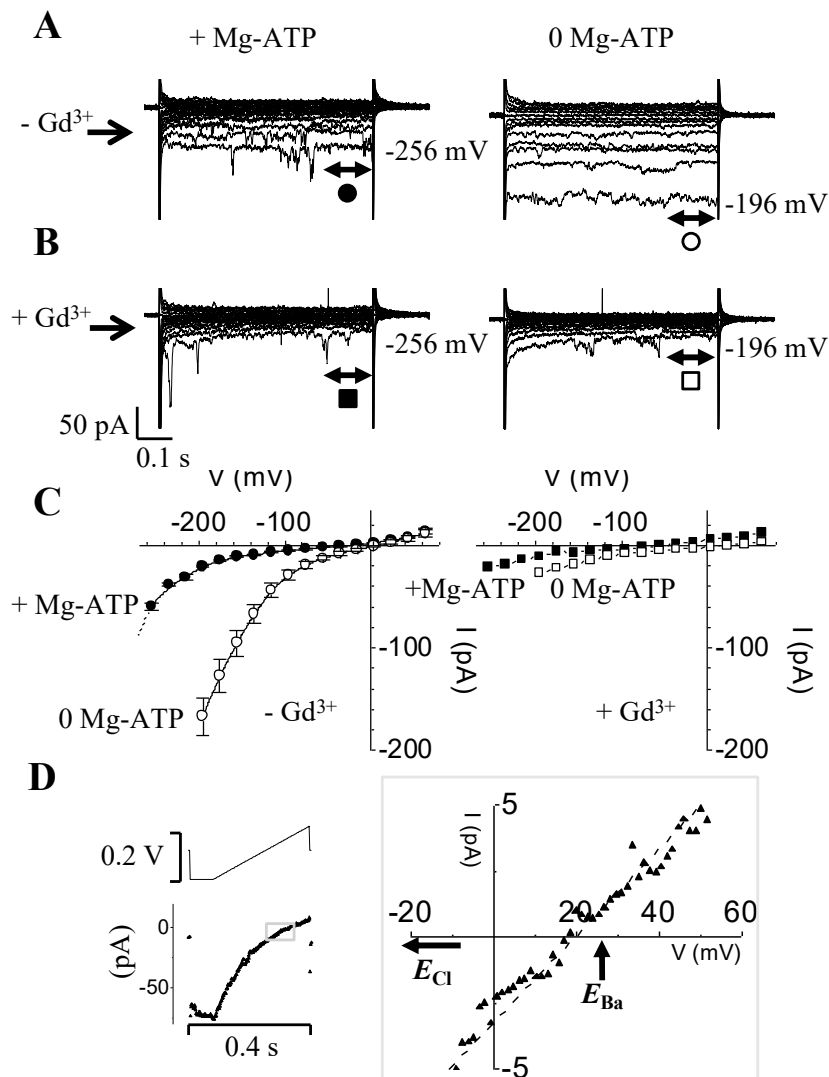 A
+ Mg-ATP
0 Mg-ATP
- Gd³⁺
-256 mV
-196 mV
B
+ Gd³⁺
-256 mV
-196 mV
50 pA
0.1 s
C
V (mV)
V (mV)
-200
-100
-200
-100
+ Mg-ATP
+Mg-ATP
0 Mg-ATP
-100
I (pA)
-100
I (pA)
0 Mg-ATP
- Gd³⁺
+ Gd³⁺
-200
-200
D
0.2 V
(pA)
0
-50
0.4 s
5
I (pA)
-20
20
40
60
V (mV)
E_Cl
E_Ba
-5